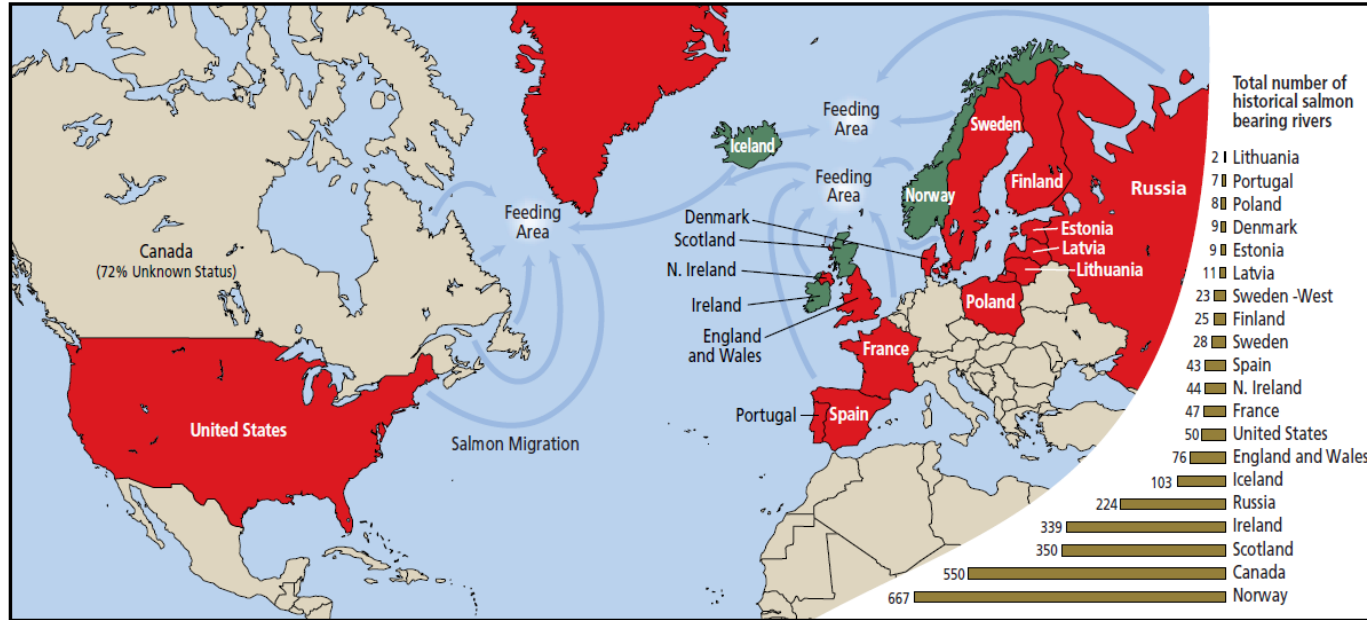 Canada
(72% Unknown Status)
United States
Salmon Migration
Feeding
Area
Iceland
Feeding
Area
Feeding
Area
Norway
Sweden
Finland
Russia
Denmark
Scotland
N. Ireland
Ireland
England
and Wales
Estonia
Latvia
Lithuania
Poland
France
Portugal
Spain
Total number of
historical salmon
bearing rivers
2 Lithuania
7 Portugal
8 Poland
9 Denmark
9 Estonia
11 Latvia
23 Sweden -West
25 Finland
28 Sweden
43 Spain
44 N. Ireland
47 France
50 United States
76 England and Wales
103 Iceland
224 Russia
339 Ireland
350 Scotland
550 Canada
667 Norway